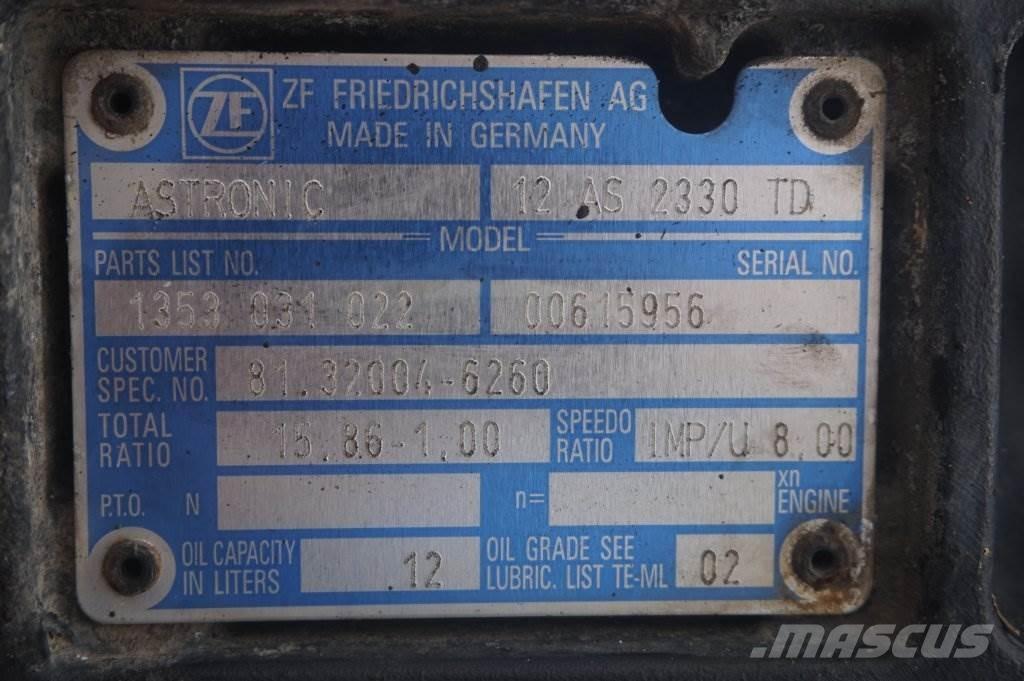 ZF ZF FRIEDRICHSHAFEN AG
MADE IN GERMANY
ASTRONIC 12 AS 2330 TD
MODEL
PARTS LIST NO. SERIAL NO.
1353 031 022 00615956
CUSTOMER
SPEC. NO. 81.32004-6260
TOTAL
RATIO 15,86-1,00 SPEEDO
RATIO IMP/U 8,00
P.T.O. N n= xn
ENGINE
OIL CAPACITY
IN LITERS 12 OIL GRADE SEE
LUBRIC. LIST TE-ML 02
MASCUS